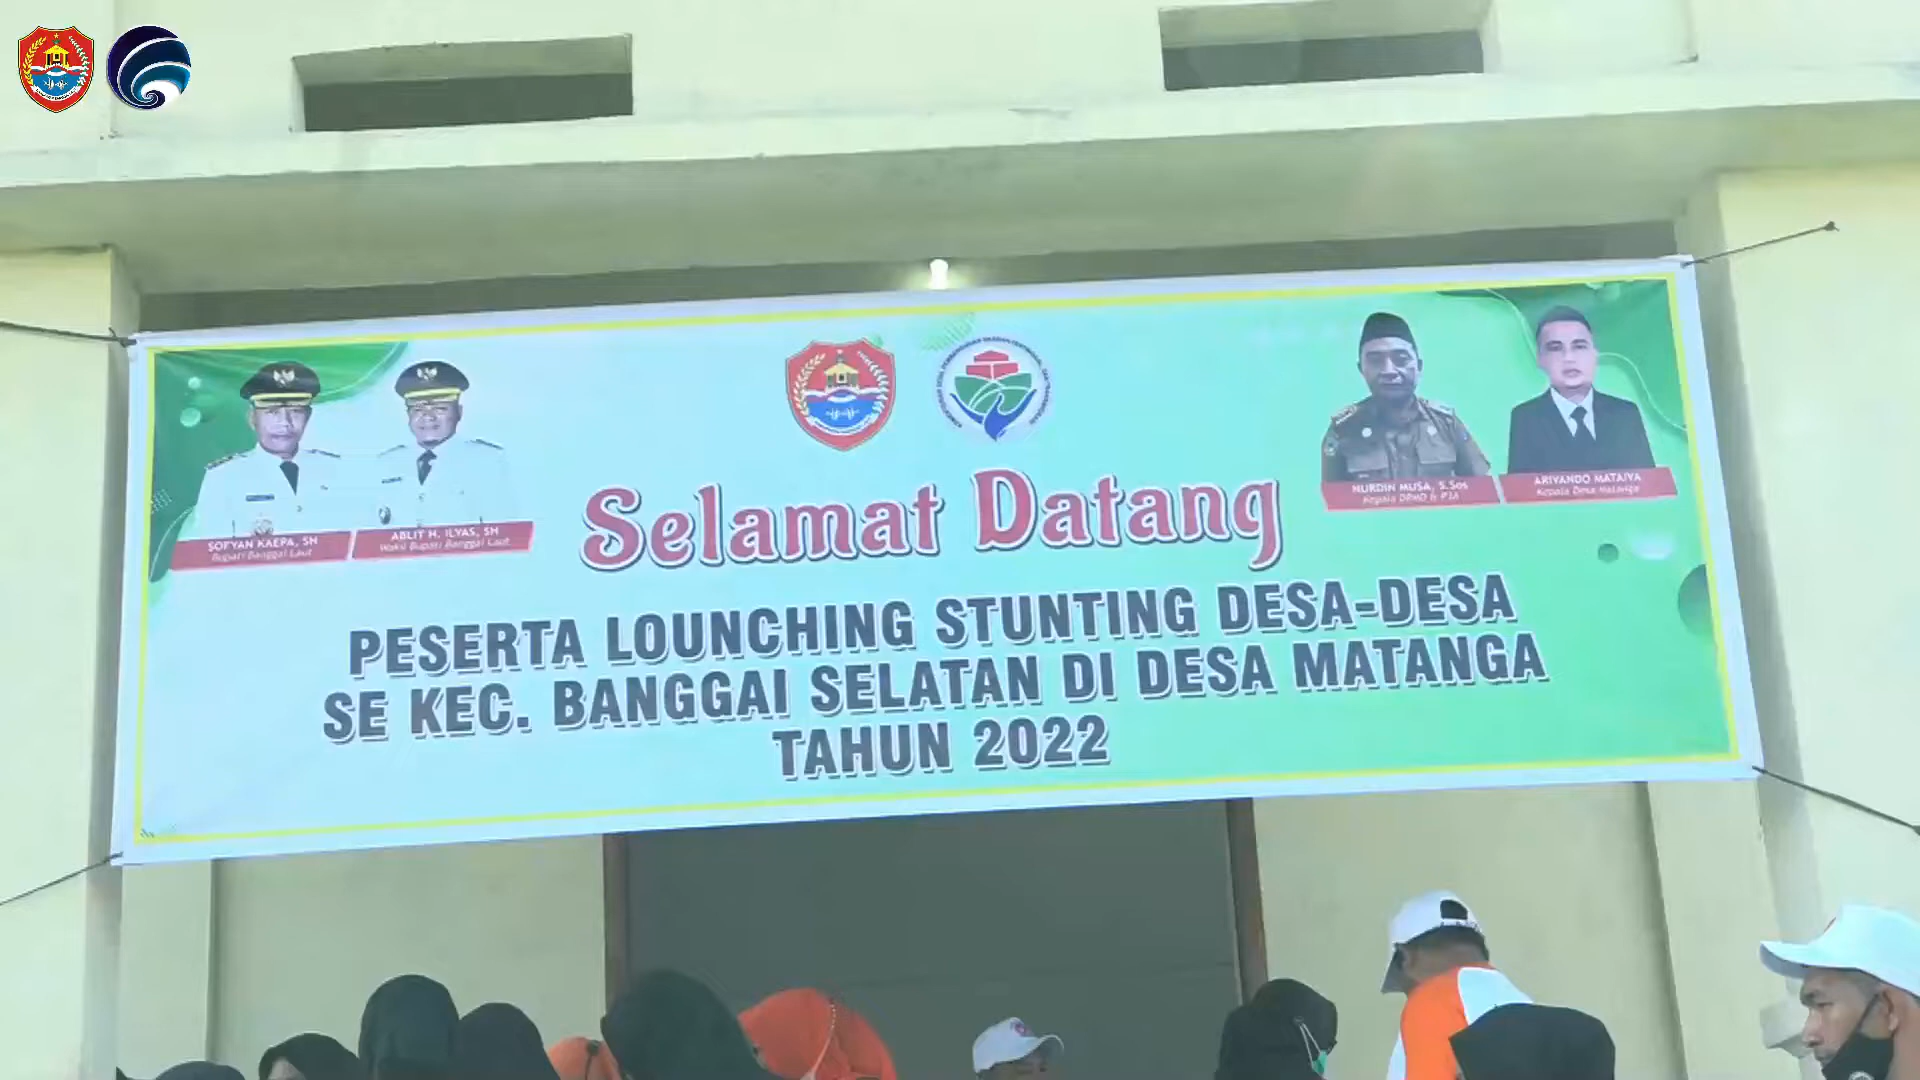 SOFYAN KAEPA, SH
Bupati Banggai Laut
ABLIT H. ILYAS, SH
Wakil Bupati Banggai Laut
NURDIN MUSA, S.Sos
Kepala DPMD & P3A
ARIYANDO MATAIYA
Kepala Desa Matanga
Selamat Datang
PESERTA LOUNCHING STUNTING DESA-DESA
SE KEC. BANGGAI SELATAN DI DESA MATANGA
TAHUN 2022